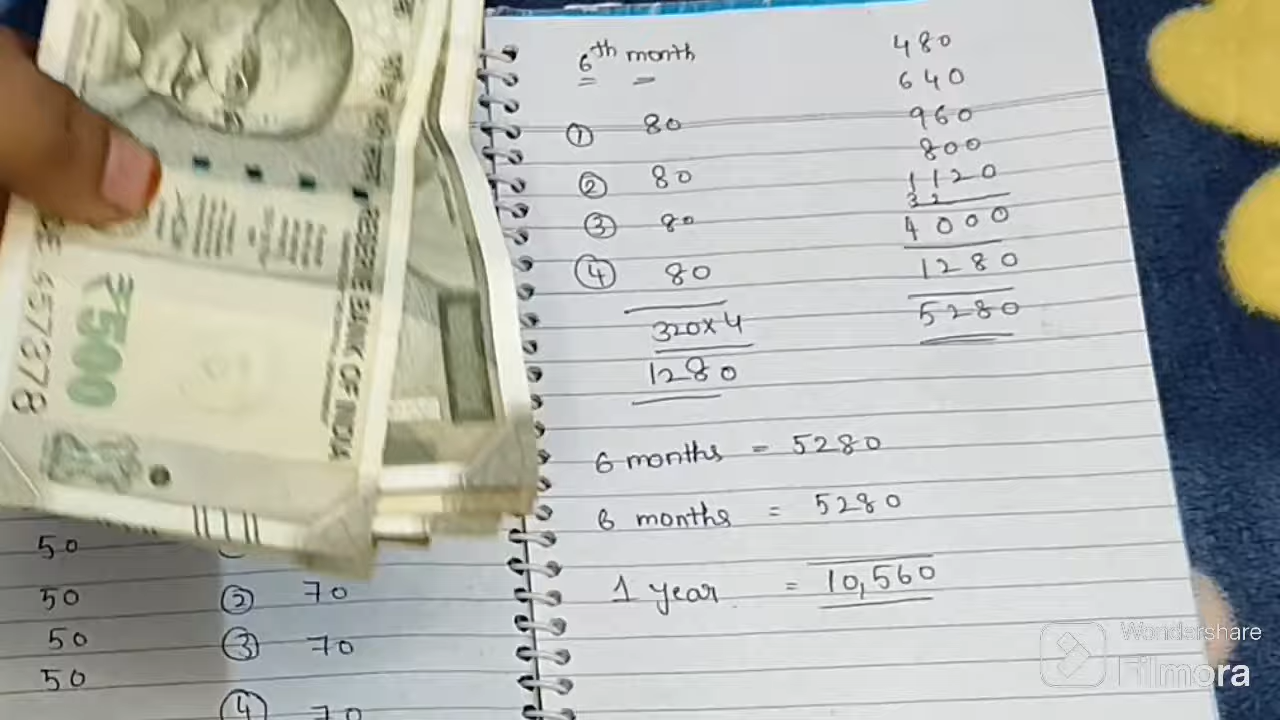 6th month
① 80
② 80
③ 80
④ 80
320x4
1280
480
640
960
800
1120
32
4000
1280
5280
6 months = 5280
6 months = 5280
1 year = 10,560
50
50
50
50
② 70
③ 70
④ 70
₹500
RESERVE BANK OF INDIA
457378
Wondershare
Filmora